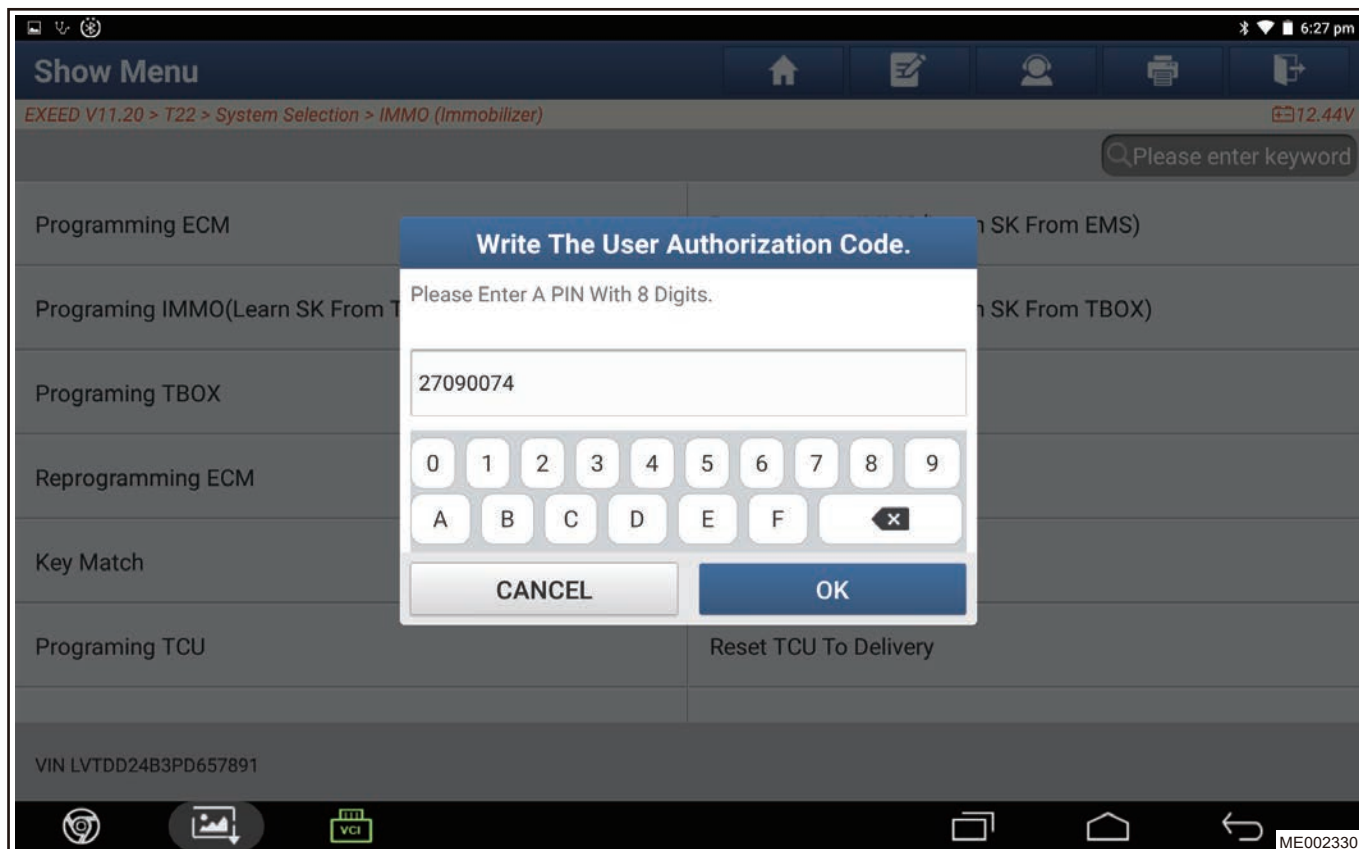 6:27 pm
Show Menu
EXEED V11.20 > T22 > System Selection > IMMO (Immobilizer)
12.44V
Please enter keyword
Programming ECM
n SK From EMS)
Programing IMMO(Learn SK From T
n SK From TBOX)
Programing TBOX
Reprogramming ECM
Key Match
Programing TCU
Reset TCU To Delivery
Write The User Authorization Code.
Please Enter A PIN With 8 Digits.
27090074
0 1 2 3 4 5 6 7 8 9
A B C D E F
CANCEL
OK
VIN LVTDD24B3PD657891
VCI
ME002330